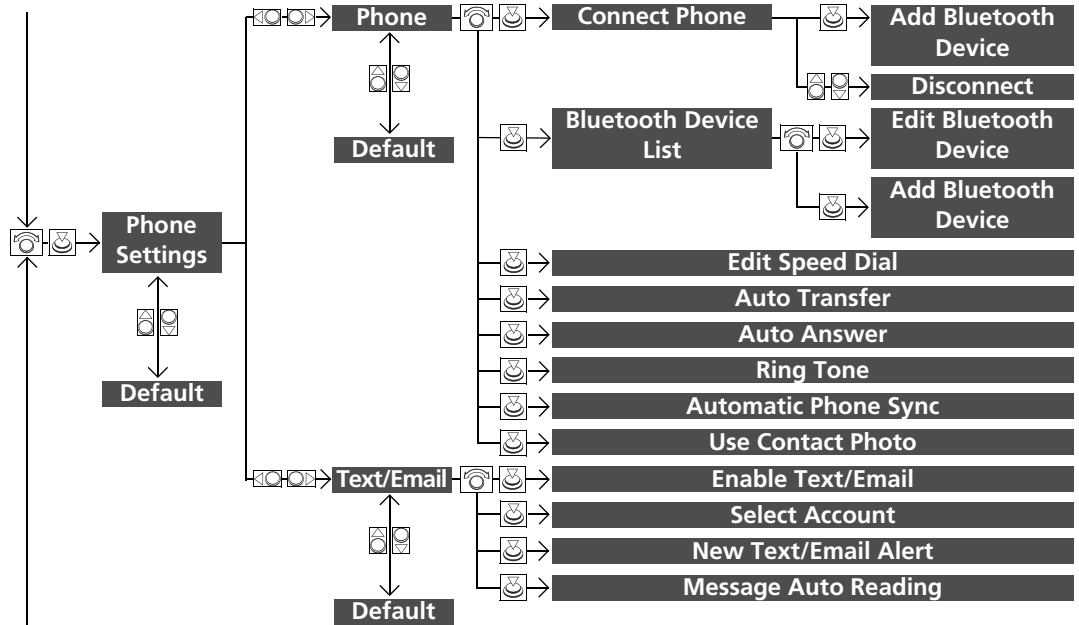 Phone
Connect Phone
Add Bluetooth
Device
Disconnect
Default
Bluetooth Device
List
Edit Bluetooth
Device
Add Bluetooth
Device
Phone
Settings
Default
Edit Speed Dial
Auto Transfer
Auto Answer
Ring Tone
Automatic Phone Sync
Use Contact Photo
Text/Email
Enable Text/Email
Select Account
New Text/Email Alert
Message Auto Reading
Default